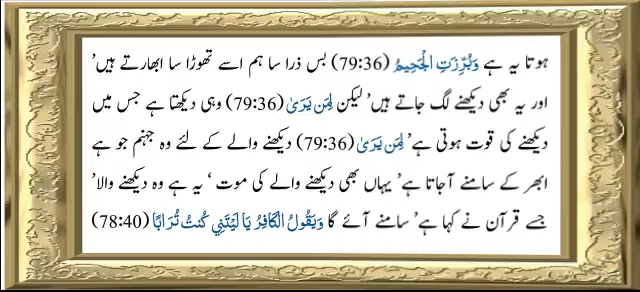 ہوتا یہ ہے وَبُرِّزَتِ الْجَحِيمُ (79:36) بس ذرا سا ہم اسے تھوڑا سا ابھارتے ہیں’
اور یہ بھی دیکھنے لگ جاتے ہیں’ لیکن لِمَن يَرَىٰ (79:36) وہی دیکھتا ہے جس میں
دیکھنے کی قوت ہوتی ہے’ لِمَن يَرَىٰ (79:36) دیکھنے والے کے لئے وہ جہنم جو ہے
ابھر کے سامنے آجاتا ہے’ یہاں بھی دیکھنے والے کی موت ‘ یہ ہے وہ دیکھنے والا’
جسے قرآن نے کہا ہے’ سامنے آئے گا وَيَقُولُ الْكَافِرُ يَا لَيْتَنِي كُنتُ تُرَابًا (78:40)